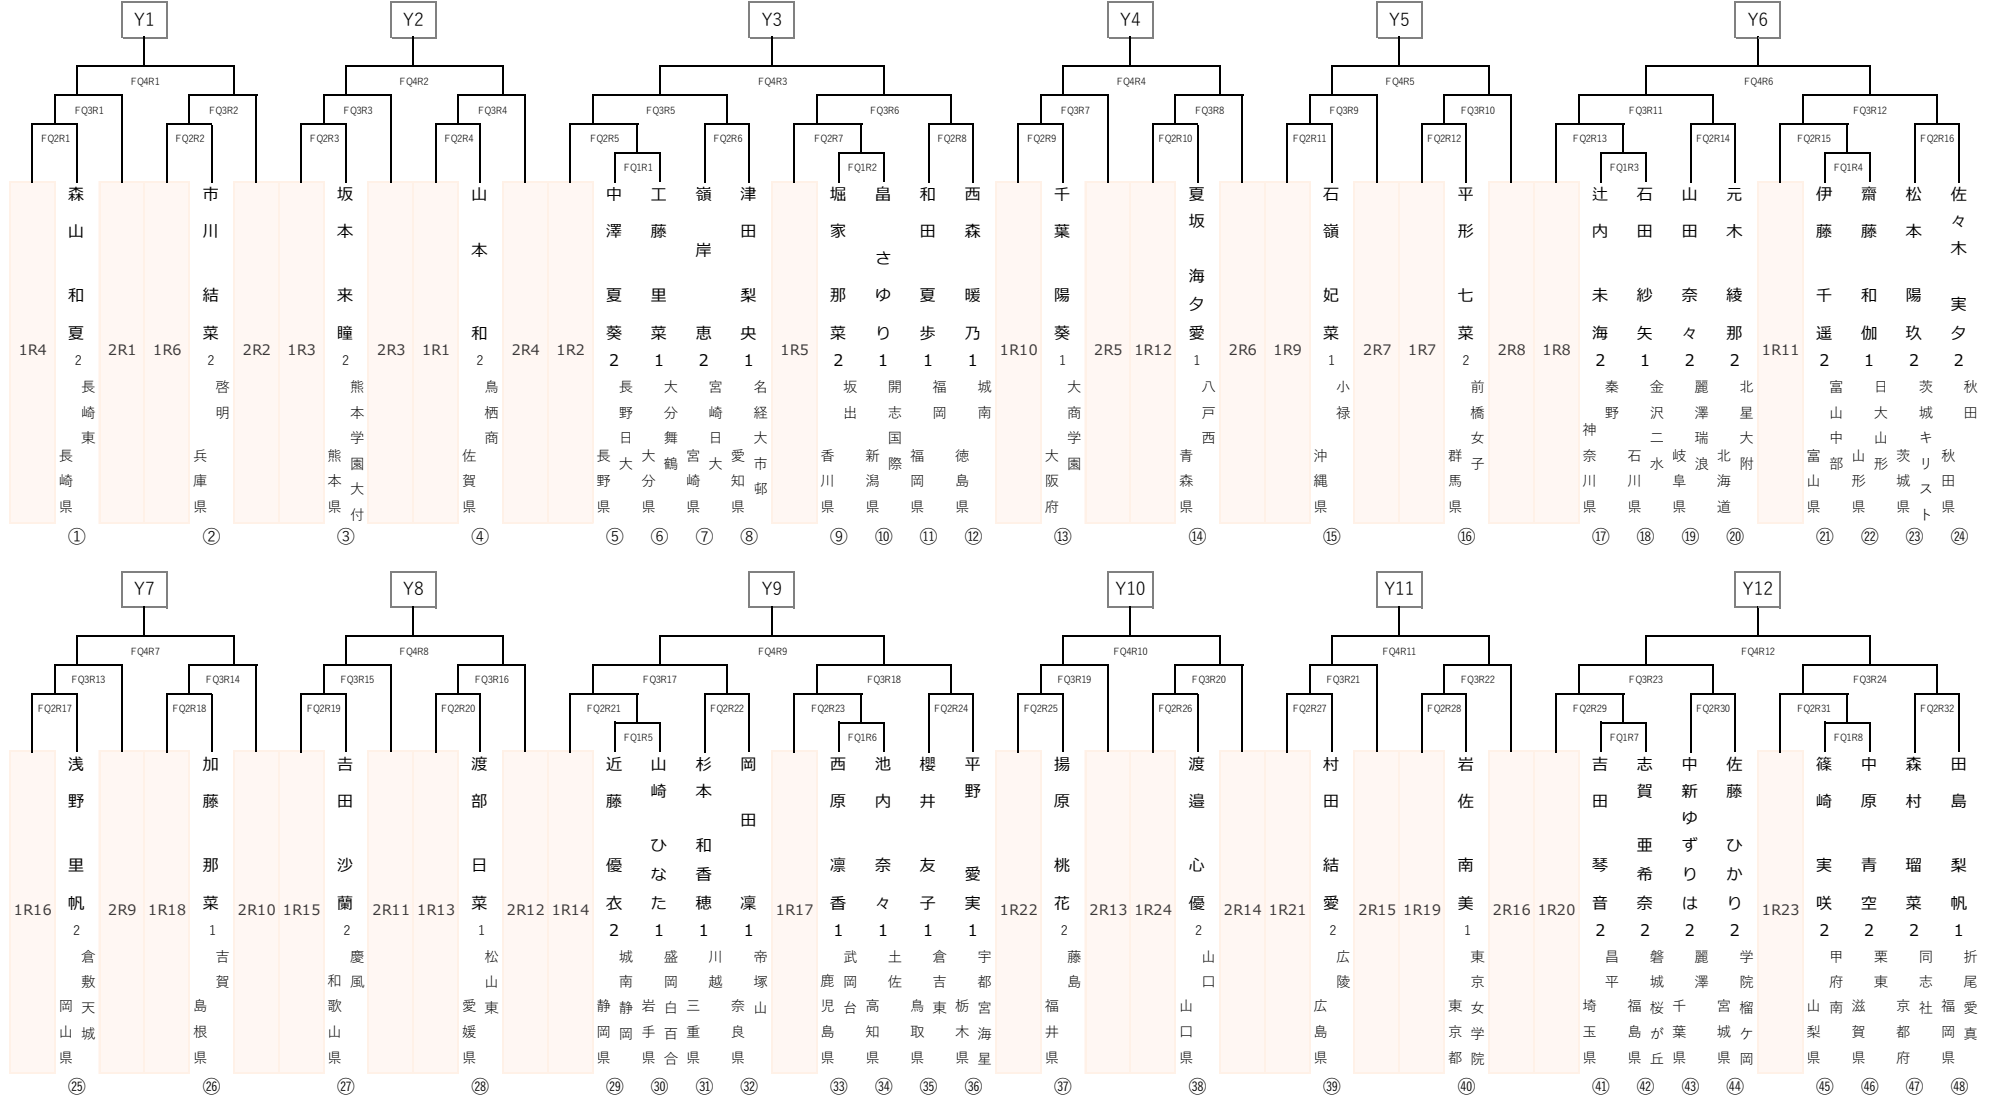 Y1 Y2 Y3 Y4 Y5 Y6
FQ4R1 FQ4R2 FQ4R3 FQ4R4 FQ4R5 FQ4R6
FQ3R1 FQ3R2 FQ3R3 FQ3R4 FQ3R5 FQ3R6 FQ3R7 FQ3R8 FQ3R9 FQ3R10 FQ3R11 FQ3R12
FQ2R1 FQ2R2 FQ2R3 FQ2R4 FQ2R5 FQ2R6 FQ2R7 FQ2R8 FQ2R9 FQ2R10 FQ2R11 FQ2R12 FQ2R13 FQ2R14 FQ2R15 FQ2R16
FQ1R1 FQ1R2 FQ1R3 FQ1R4
1R4
森山 和夏 2 長崎東 長崎県 ①
2R1
1R6
市川 結菜 2 啓明 兵庫県 ②
2R2
1R3
坂本 来瞳 2 熊本学園大付 熊本県 ③
2R3
1R1
山本 和 2 鳥栖商 佐賀県 ④
2R4
1R2
中澤 夏葵 2 長野日大 長野県 ⑤
工藤 里菜 1 大分舞鶴 大分県 ⑥
嶺岸 恵 2 宮崎日大 宮崎県 ⑦
津田 梨央 1 名経大市邨 愛知県 ⑧
1R5
堀家 那菜 2 坂出 香川県 ⑨
畠 さゆり 1 開志国際 新潟県 ⑩
和田 夏歩 1 福岡 福岡県 ⑪
西森 暖乃 1 城南 徳島県 ⑫
1R10
千葉 陽葵 1 大商学園 大阪府 ⑬
2R5
1R12
夏坂 海夕愛 1 八戸西 青森県 ⑭
2R6
1R9
石嶺 妃菜 1 小禄 沖縄県 ⑮
2R7
1R7
平形 七菜 2 前橋女子 群馬県 ⑯
2R8
1R8
辻内 未海 2 秦野 神奈川県 ⑰
石田 紗矢 1 金沢二水 石川県 ⑱
山田 奈々 2 麗澤瑞浪 岐阜県 ⑲
元木 綾那 2 北星大附 北海道 ⑳
1R11
伊藤 千遥 2 富山中部 富山県 ㉑
齋藤 和伽 1 日大山形 山形県 ㉒
松本 陽玖 2 茨城キリスト 茨城県 ㉓
佐々木 実夕 2 秋田 秋田県 ㉔
Y7 Y8 Y9 Y10 Y11 Y12
FQ4R7 FQ4R8 FQ4R9 FQ4R10 FQ4R11 FQ4R12
FQ3R13 FQ3R14 FQ3R15 FQ3R16 FQ3R17 FQ3R18 FQ3R19 FQ3R20 FQ3R21 FQ3R22 FQ3R23 FQ3R24
FQ2R17 FQ2R18 FQ2R19 FQ2R20 FQ2R21 FQ2R22 FQ2R23 FQ2R24 FQ2R25 FQ2R26 FQ2R27 FQ2R28 FQ2R29 FQ2R30 FQ2R31 FQ2R32
FQ1R5 FQ1R6 FQ1R7 FQ1R8
1R16
浅野 里帆 2 倉敷天城 岡山県 ㉕
2R9
1R18
加藤 那菜 1 吉賀 島根県 ㉖
2R10
1R15
吉田 沙蘭 2 慶風 和歌山県 ㉗
2R11
1R13
渡部 日菜 1 松山東 愛媛県 ㉘
2R12
1R14
近藤 優衣 2 城南静岡 静岡県 ㉙
山崎 ひなた 1 盛岡白百合 岩手県 ㉚
杉本 和香穂 1 川越 三重県 ㉛
岡田 凜 1 帝塚山 奈良県 ㉜
1R17
西原 凛香 1 武岡台 鹿児島県 ㉝
池内 奈々 1 土佐 高知県 ㉞
櫻井 友子 1 倉吉東 鳥取県 ㉟
平野 愛実 1 宇都宮海星 栃木県 ㊱
1R22
揚原 桃花 2 藤島 福井県 ㊲
2R13
1R24
渡邉 心優 2 山口 山口県 ㊳
2R14
1R21
村田 結愛 2 広陵 広島県 ㊴
2R15
1R19
岩佐 南美 1 東京女学院 東京都 ㊵
2R16
1R20
吉田 琴音 2 昌平 埼玉県 ㊶
志賀 亜希奈 2 磐城桜が丘 福島県 ㊷
中新 ゆずりは 2 麗澤 千葉県 ㊸
佐藤 ひかり 2 学院榴ケ岡 宮城県 ㊹
1R23
篠崎 実咲 2 甲府南 山梨県 ㊺
中原 青空 2 栗東 滋賀県 ㊻
森村 瑠菜 2 同志社 京都府 ㊼
田島 梨帆 1 折尾愛真 福岡県 ㊽